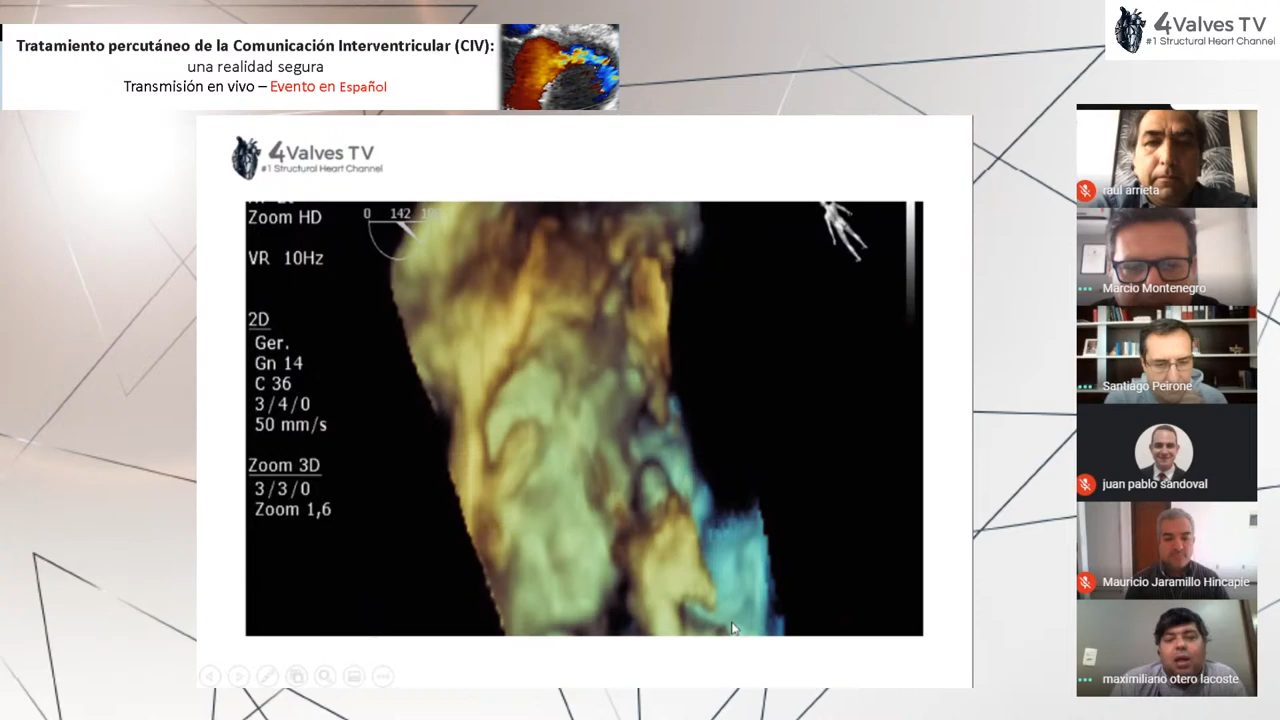 Tratamiento percutáneo de la Comunicación Interventricular (CIV):
una realidad segura
Transmisión en vivo – Evento en Español
4Valves TV
#1 Structural Heart Channel
4Valves TV
#1 Structural Heart Channel
Zoom HD
0 142
VR 10Hz
2D
Ger.
Gn 14
C 36
3/4/0
50 mm/s
Zoom 3D
3/3/0
Zoom 1,6
raul arrieta
Marcio Montenegro
Santiago Peirone
juan pablo sandoval
Mauricio Jaramillo Hincapie
maximiliano otero lacoste